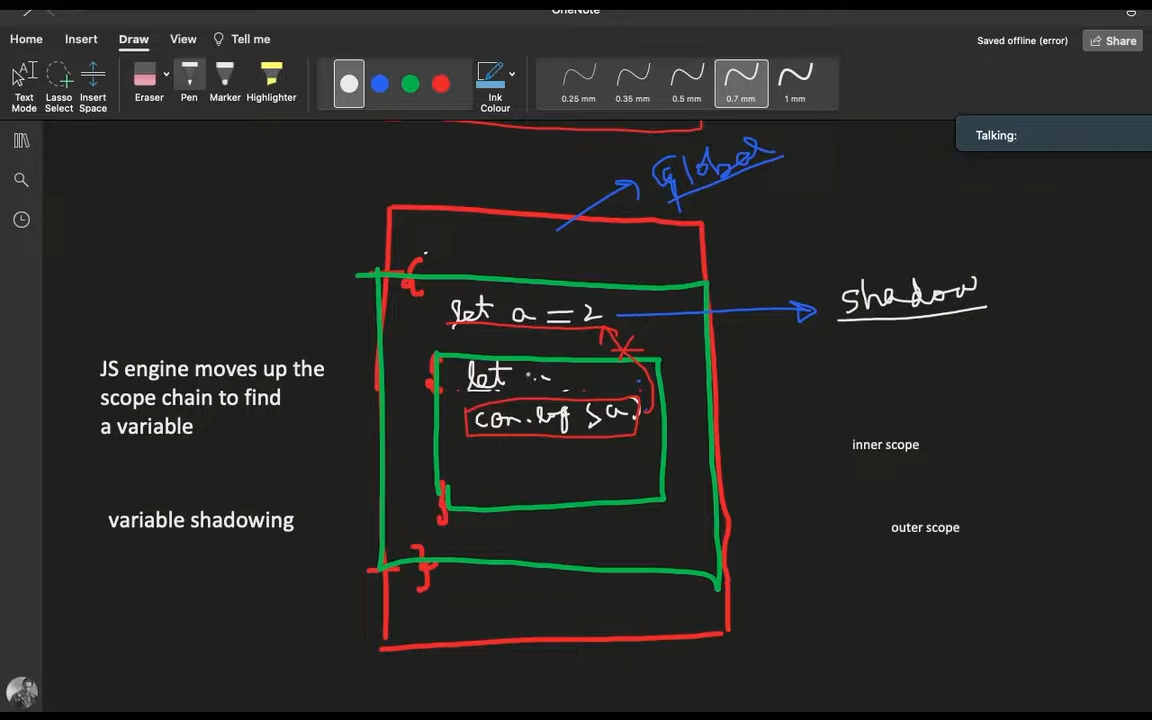 OneNote
Home Insert Draw View Tell me
Saved offline (error) Share
Text Mode
Lasso Select
Insert Space
Eraser
Pen
Marker
Highlighter
Ink Colour
0.25 mm
0.35 mm
0.5 mm
0.7 mm
1 mm
Talking:
Global
{
let a = 2
shadow
{
let ..
JS engine moves up the
scope chain to find
a variable
inner scope
}
variable shadowing
outer scope
}